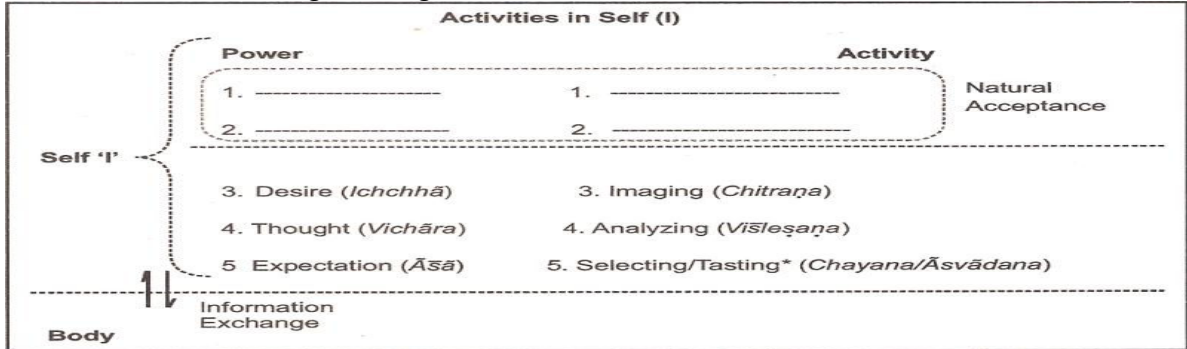 Activities in Self (I)
Power Activity
1. ---------------------- 1. ----------------------------
Natural
Acceptance
2. ----------------------- 2. -----------------------------
Self ‘I’
3. Desire (Ichchhā) 3. Imaging (Chitraṇa)
4. Thought (Vichāra) 4. Analyzing (Viśleṣaṇa)
5 Expectation (Āśā) 5. Selecting/Tasting* (Chayana/Āsvādana)
Information
Exchange
Body